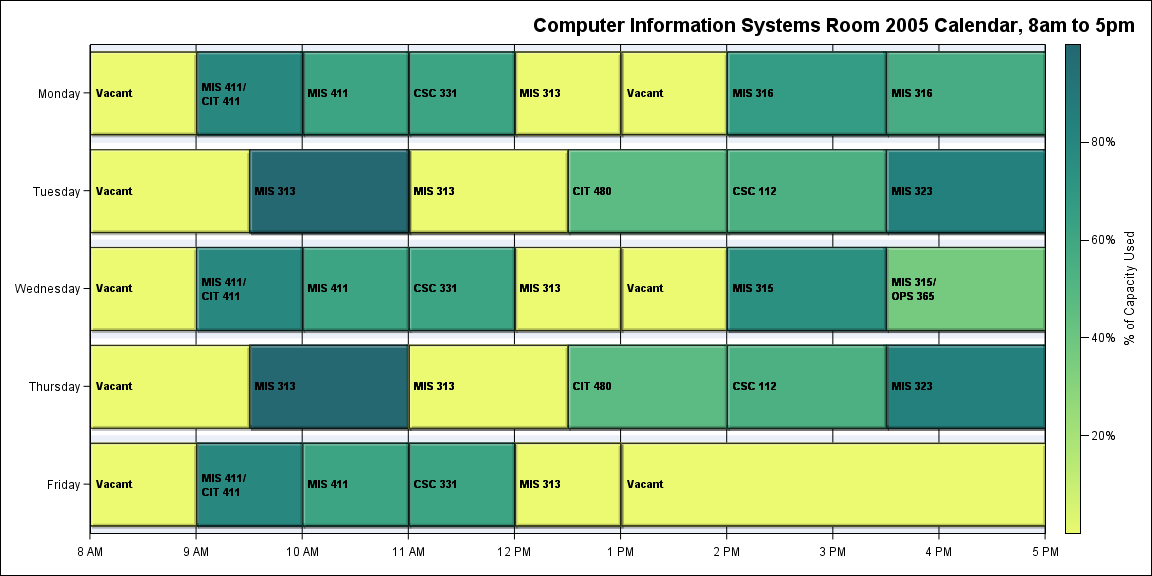 Computer Information Systems Room 2005 Calendar, 8am to 5pm
Monday
Vacant
MIS 411/
CIT 411
MIS 411
CSC 331
MIS 313
Vacant
MIS 316
MIS 316
Tuesday
Vacant
MIS 313
MIS 313
CIT 480
CSC 112
MIS 323
Wednesday
Vacant
MIS 411/
CIT 411
MIS 411
CSC 331
MIS 313
Vacant
MIS 315
MIS 315/
OPS 365
Thursday
Vacant
MIS 313
MIS 313
CIT 480
CSC 112
MIS 323
Friday
Vacant
MIS 411/
CIT 411
MIS 411
CSC 331
MIS 313
Vacant
8 AM
9 AM
10 AM
11 AM
12 PM
1 PM
2 PM
3 PM
4 PM
5 PM
80%
60%
40%
20%
% of Capacity Used